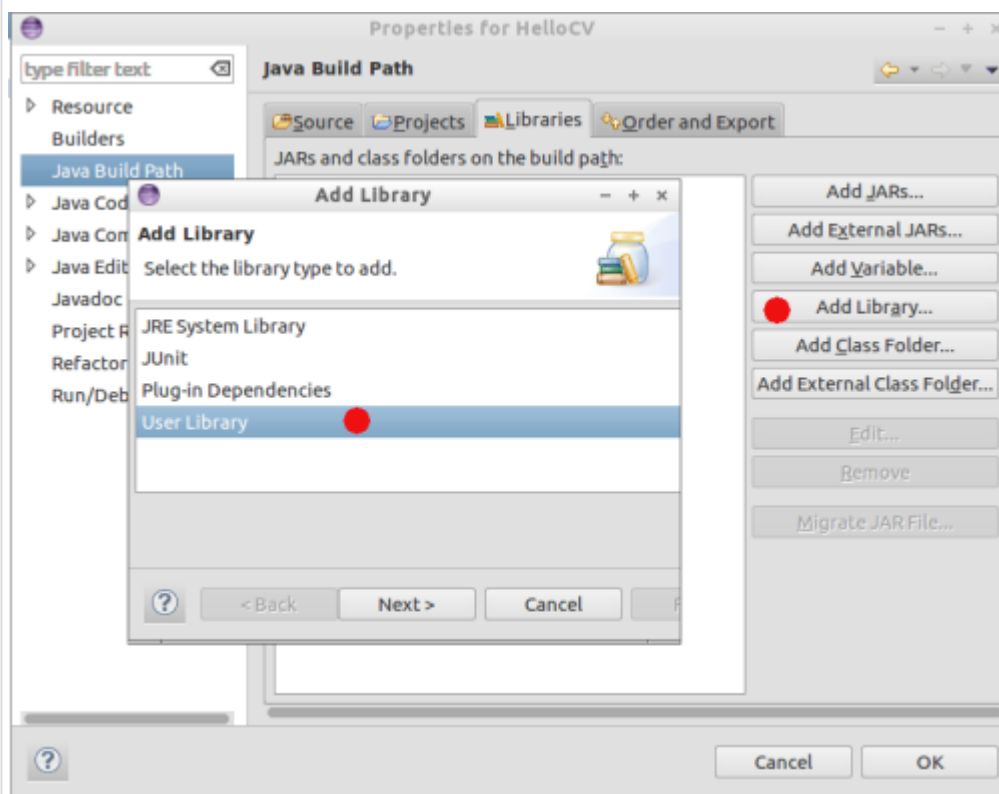 Properties for HelloCV
type filter text
Java Build Path
Resource
Builders
Java Build Path
Java Cod
Java Com
Java Edit
Javadoc
Project R
Refactor
Run/Deb
Source Projects Libraries Order and Export
JARs and class folders on the build path:
Add JARs...
Add External JARs...
Add Variable...
Add Library...
Add Class Folder...
Add External Class Folder...
Edit...
Remove
Migrate JAR File...
Add Library
Add Library
Select the library type to add.
JRE System Library
JUnit
Plug-in Dependencies
User Library
? < Back Next > Cancel F
? Cancel OK